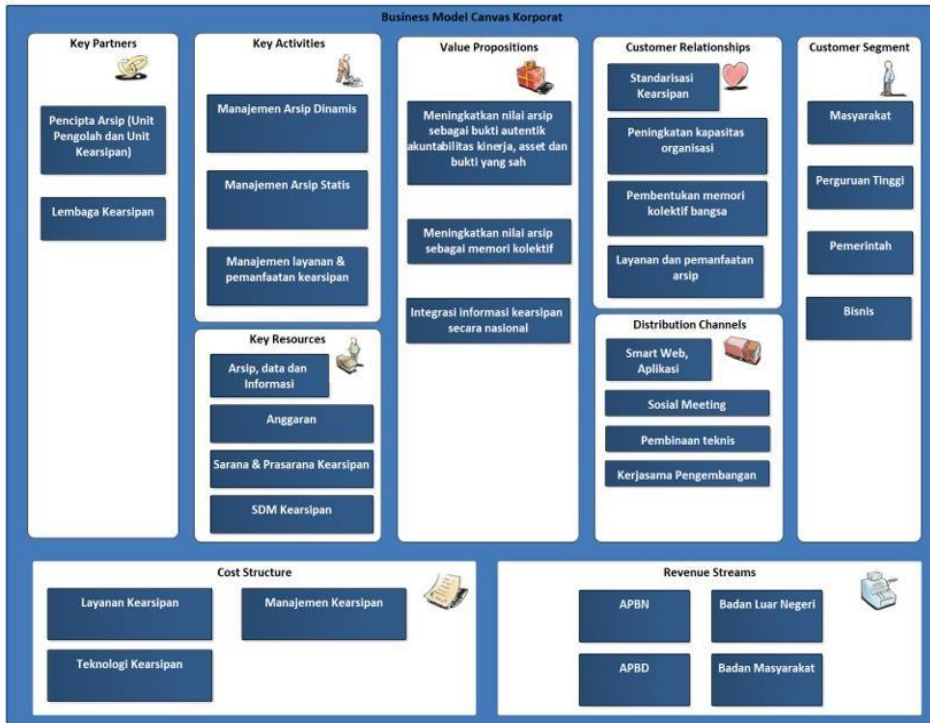 Business Model Canvas Korporat
Key Partners
Pencipta Arsip (Unit
Pengolah dan Unit
Kearsipan)
Lembaga Kearsipan
Key Activities
Manajemen Arsip Dinamis
Manajemen Arsip Statis
Manajemen layanan &
pemanfaatan kearsipan
Key Resources
Arsip, data dan
Informasi
Anggaran
Sarana & Prasarana Kearsipan
SDM Kearsipan
Value Propositions
Meningkatkan nilai arsip
sebagai bukti autentik
akuntabilitas kinerja, asset dan
bukti yang sah
Meningkatkan nilai arsip
sebagai memori kolektif
Integrasi informasi kearsipan
secara nasional
Customer Relationships
Standarisasi
Kearsipan
Peningkatan kapasitas
organisasi
Pembentukan memori
kolektif bangsa
Layanan dan pemanfaatan
arsip
Distribution Channels
Smart Web,
Aplikasi
Sosial Meeting
Pembinaan teknis
Kerjasama Pengembangan
Customer Segment
Masyarakat
Perguruan Tinggi
Pemerintah
Bisnis
Cost Structure
Layanan Kearsipan
Manajemen Kearsipan
Teknologi Kearsipan
Revenue Streams
APBN
Badan Luar Negeri
APBD
Badan Masyarakat